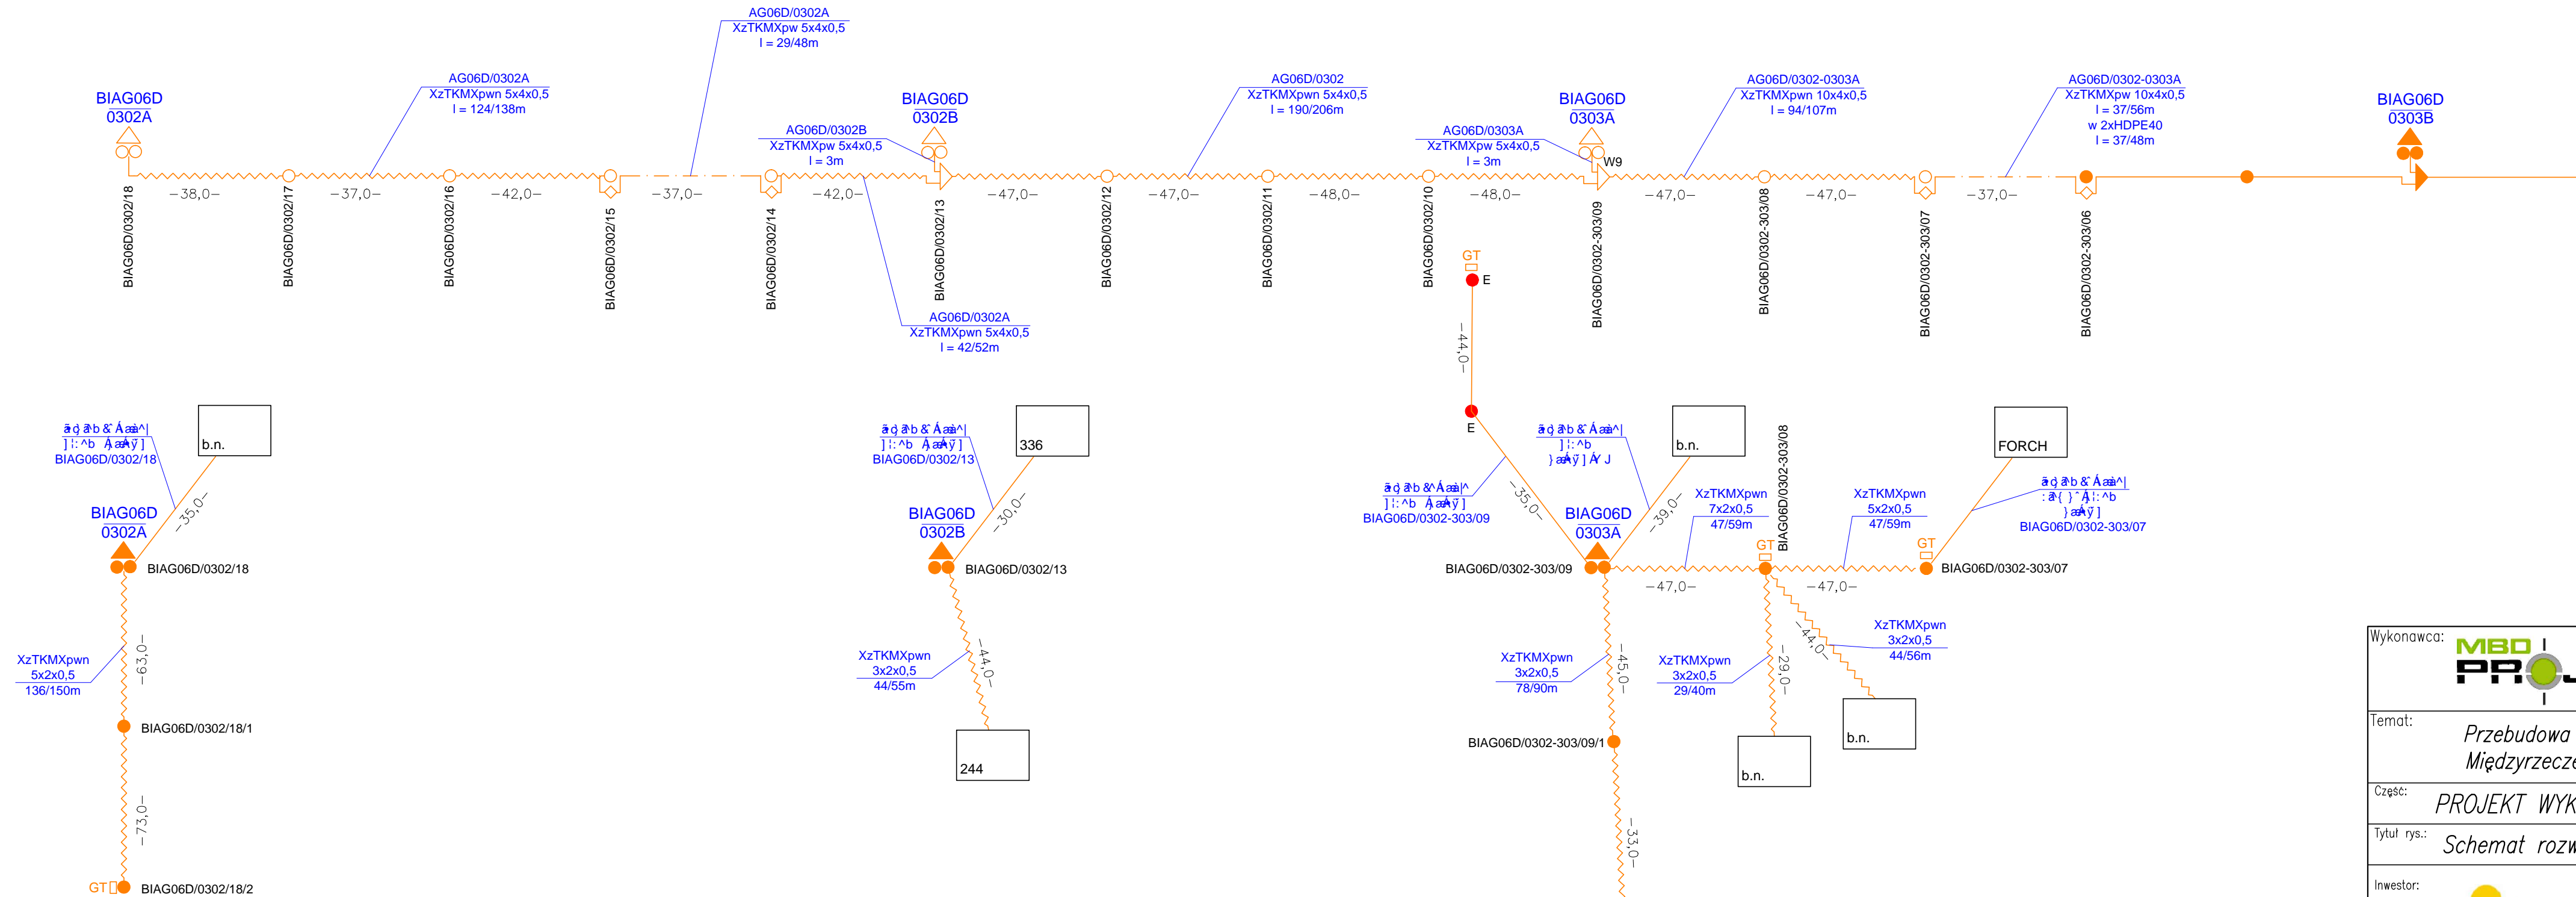 AG06D/0302A
XzTKMXpw 5x4x0,5
l = 29/48m
AG06D/0302A
XzTKMXpwn 5x4x0,5
l = 124/138m
AG06D/0302
XzTKMXpwn 5x4x0,5
l = 190/206m
AG06D/0302-0303A
XzTKMXpwn 10x4x0,5
l = 94/107m
AG06D/0302-0303A
XzTKMXpw 10x4x0,5
l = 37/56m
w 2xHDPE40
l = 37/48m
BIAG06D
0302A
BIAG06D
0302B
BIAG06D
0303A
BIAG06D
0303B
AG06D/0302B
XzTKMXpw 5x4x0,5
l = 3m
AG06D/0303A
XzTKMXpw 5x4x0,5
l = 3m
W9
-38,0-
-37,0-
-42,0-
-37,0-
-42,0-
-47,0-
-47,0-
-48,0-
-48,0-
-47,0-
-47,0-
-37,0-
BIAG06D/0302/18
BIAG06D/0302/17
BIAG06D/0302/16
BIAG06D/0302/15
BIAG06D/0302/14
BIAG06D/0302/13
BIAG06D/0302/12
BIAG06D/0302/11
BIAG06D/0302/10
BIAG06D/0302-303/09
BIAG06D/0302-303/08
BIAG06D/0302-303/07
BIAG06D/0302-303/06
AG06D/0302A
XzTKMXpwn 5x4x0,5
l = 42/52m
GT
E
-44,0-
E
b.n.
BIAG06D/0302/18
-35,0-
BIAG06D
0302A
BIAG06D/0302/18
XzTKMXpwn
5x2x0,5
136/150m
-63,0-
BIAG06D/0302/18/1
-73,0-
GT
BIAG06D/0302/18/2
336
BIAG06D/0302/13
-30,0-
BIAG06D
0302B
BIAG06D/0302/13
XzTKMXpwn
3x2x0,5
44/55m
-44,0-
244
b.n.
BIAG06D/0302-303/09
-35,0-
-39,0-
BIAG06D
0303A
BIAG06D/0302-303/09
XzTKMXpwn
7x2x0,5
47/59m
-47,0-
GT
BIAG06D/0302-303/08
XzTKMXpwn
5x2x0,5
47/59m
-47,0-
FORCH
BIAG06D/0302-303/07
GT
BIAG06D/0302-303/07
XzTKMXpwn
3x2x0,5
78/90m
-45,0-
BIAG06D/0302-303/09/1
-33,0-
XzTKMXpwn
3x2x0,5
29/40m
-29,0-
b.n.
-44,0-
XzTKMXpwn
3x2x0,5
44/56m
b.n.
Wykonawca:
MBD
Temat:
Przebudowa
Część:
PROJEKT
Tytuł rys.:
Schemat
Inwestor: